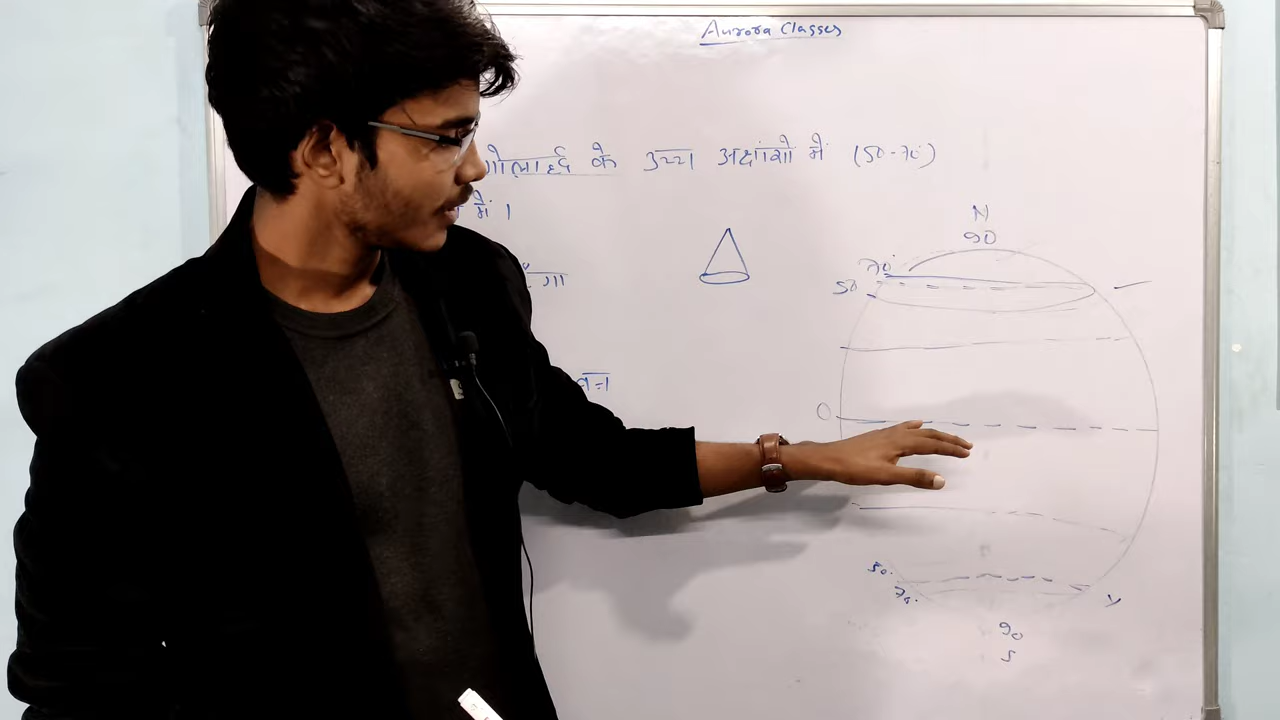 Aurora Classes
गोलार्द्ध के उच्च अक्षांशो में (50-70°)
में ।
N
90
70°
50
0
50.
70.
90
S